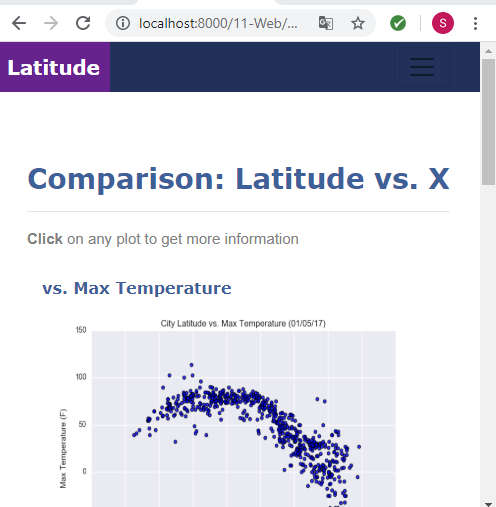 localhost:8000/11-Web/...
S
Latitude
Comparison: Latitude vs. X
Click on any plot to get more information
vs. Max Temperature
City Latitude vs. Max Temperature (01/05/17)
150
100
50
0
Max Temperature (F)